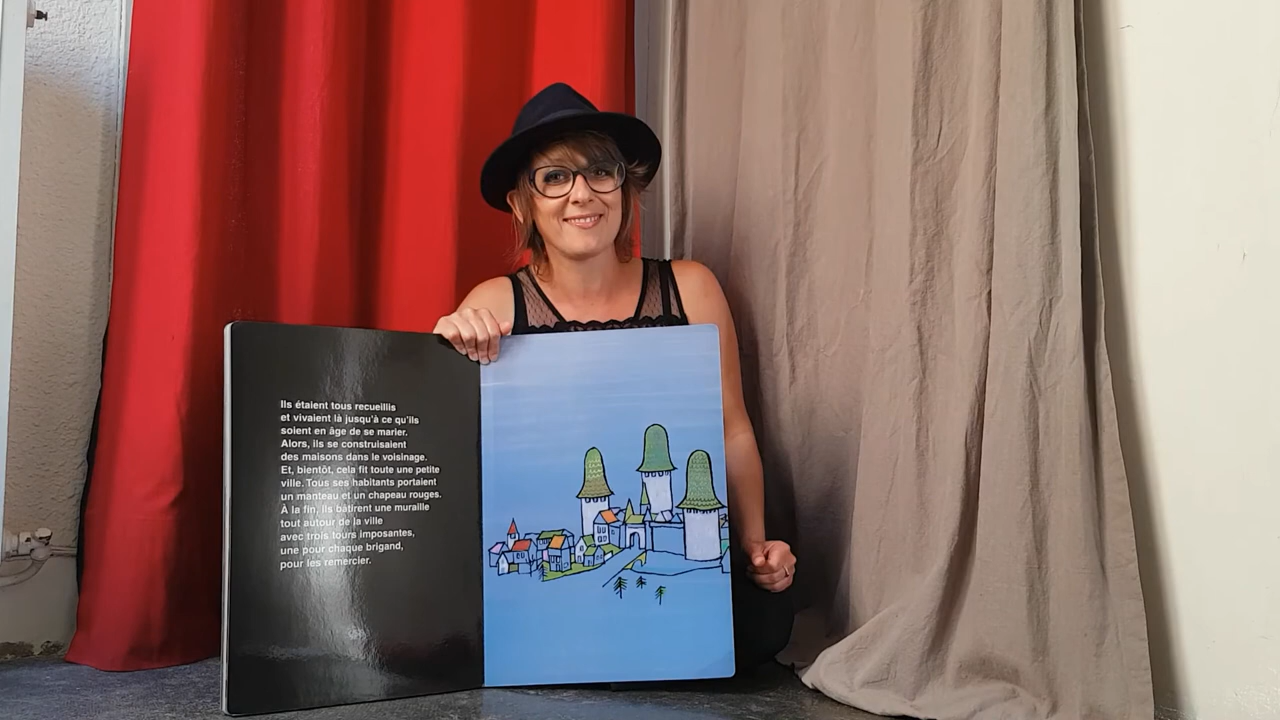 Ils étaient tous recueillis
et vivaient là jusqu'à ce qu'ils
soient en âge de se marier.
Alors, ils se construisaient
des maisons dans le voisinage.
Et, bientôt, cela fit toute une petite
ville. Tous ses habitants portaient
un manteau et un chapeau rouges.
À la fin, ils bâtirent une muraille
tout autour de la ville
avec trois tours imposantes,
une pour chaque brigand,
pour les remercier.